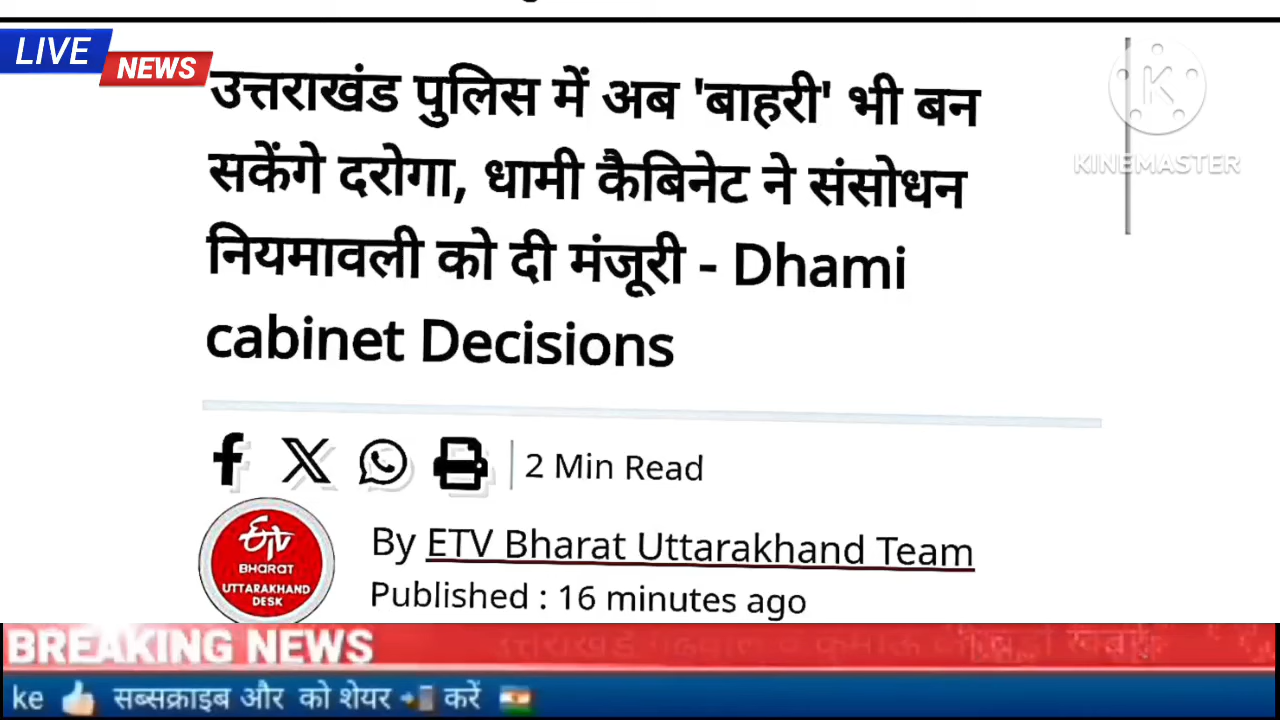 LIVE
NEWS
उत्तराखंड पुलिस में अब 'बाहरी' भी बन
सकेंगे दरोगा, धामी कैबिनेट ने संसोधन
नियमावली को दी मंजूरी - Dhami
cabinet Decisions
KINEMASTER
2 Min Read
ETV
BHARAT
UTTARAKHAND
DESK
By ETV Bharat Uttarakhand Team
Published : 16 minutes ago
BREAKING NEWS
ke 👍 सब्सक्राइब और को शेयर 📲 करें 🇮🇳